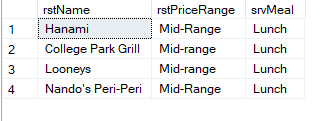 rstName rstPriceRange srvMeal
1 Hanami Mid-Range Lunch
2 College Park Grill Mid-range Lunch
3 Looneys Mid-range Lunch
4 Nando's Peri-Peri Mid-Range Lunch